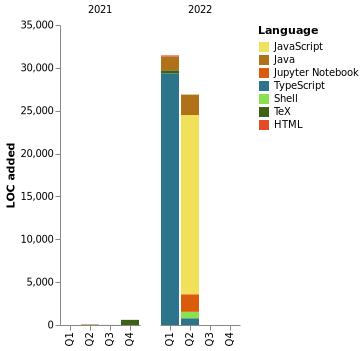 2021 2022
35,000
30,000
25,000
20,000
15,000
10,000
5,000
0
LOC added
Q1 Q2 Q3 Q4 Q1 Q2 Q3 Q4
Language
JavaScript
Java
Jupyter Notebook
TypeScript
Shell
TeX
HTML